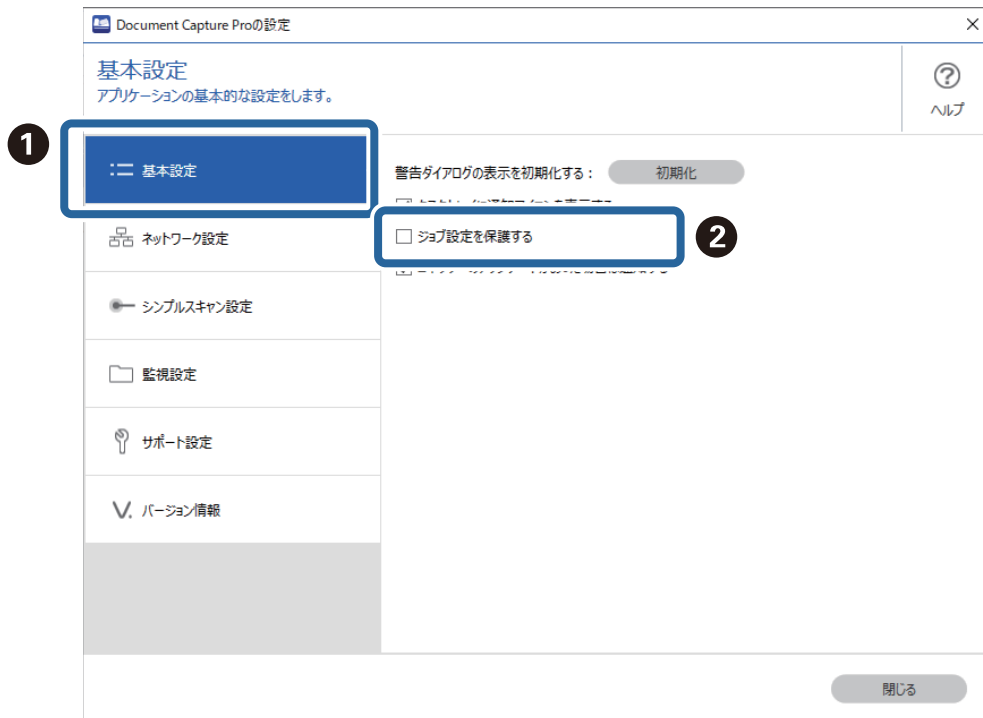 Document Capture Proの設定
基本設定
アプリケーションの基本的な設定をします。
ヘルプ
1
基本設定
警告ダイアログの表示を初期化する：
初期化
ジョブ設定を保護する
2
ネットワーク設定
シンプルスキャン設定
監視設定
サポート設定
バージョン情報
閉じる